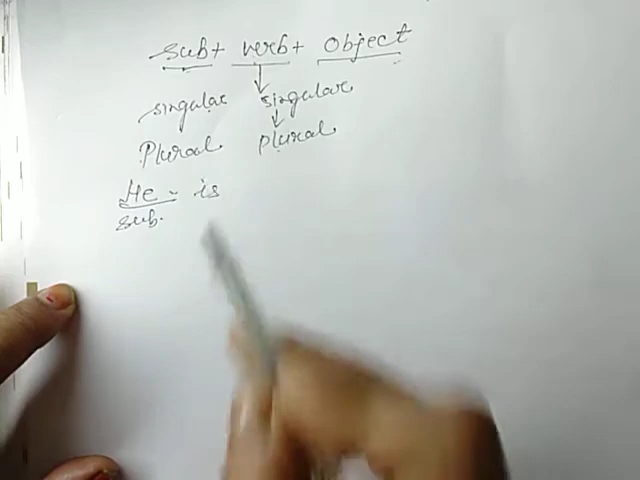 sub + verb + Object
singular singular
Plural plural
He - is
sub.